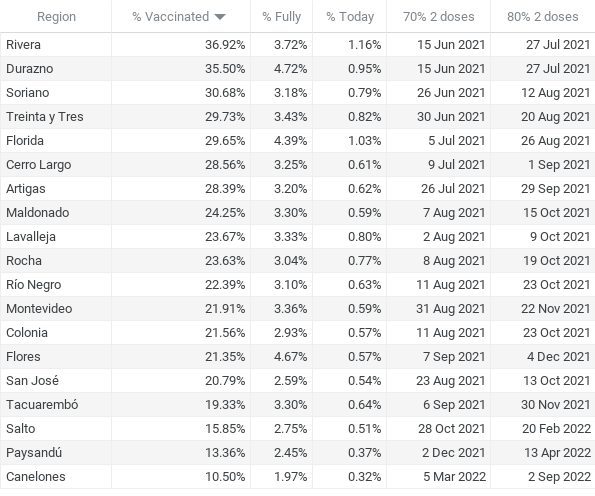 Region % Vaccinated % Fully % Today 70% 2 doses 80% 2 doses
Rivera 36.92% 3.72% 1.16% 15 Jun 2021 27 Jul 2021
Durazno 35.50% 4.72% 0.95% 15 Jun 2021 27 Jul 2021
Soriano 30.68% 3.18% 0.79% 26 Jun 2021 12 Aug 2021
Treinta y Tres 29.73% 3.43% 0.82% 30 Jun 2021 20 Aug 2021
Florida 29.65% 4.39% 1.03% 5 Jul 2021 26 Aug 2021
Cerro Largo 28.56% 3.25% 0.61% 9 Jul 2021 1 Sep 2021
Artigas 28.39% 3.20% 0.62% 26 Jul 2021 29 Sep 2021
Maldonado 24.25% 3.30% 0.59% 7 Aug 2021 15 Oct 2021
Lavalleja 23.67% 3.33% 0.80% 2 Aug 2021 9 Oct 2021
Rocha 23.63% 3.04% 0.77% 8 Aug 2021 19 Oct 2021
Río Negro 22.39% 3.10% 0.63% 11 Aug 2021 23 Oct 2021
Montevideo 21.91% 3.36% 0.59% 31 Aug 2021 22 Nov 2021
Colonia 21.56% 2.93% 0.57% 11 Aug 2021 23 Oct 2021
Flores 21.35% 4.67% 0.57% 7 Sep 2021 4 Dec 2021
San José 20.79% 2.59% 0.54% 23 Aug 2021 13 Oct 2021
Tacuarembó 19.33% 3.30% 0.64% 6 Sep 2021 30 Nov 2021
Salto 15.85% 2.75% 0.51% 28 Oct 2021 20 Feb 2022
Paysandú 13.36% 2.45% 0.37% 2 Dec 2021 13 Apr 2022
Canelones 10.50% 1.97% 0.32% 5 Mar 2022 2 Sep 2022